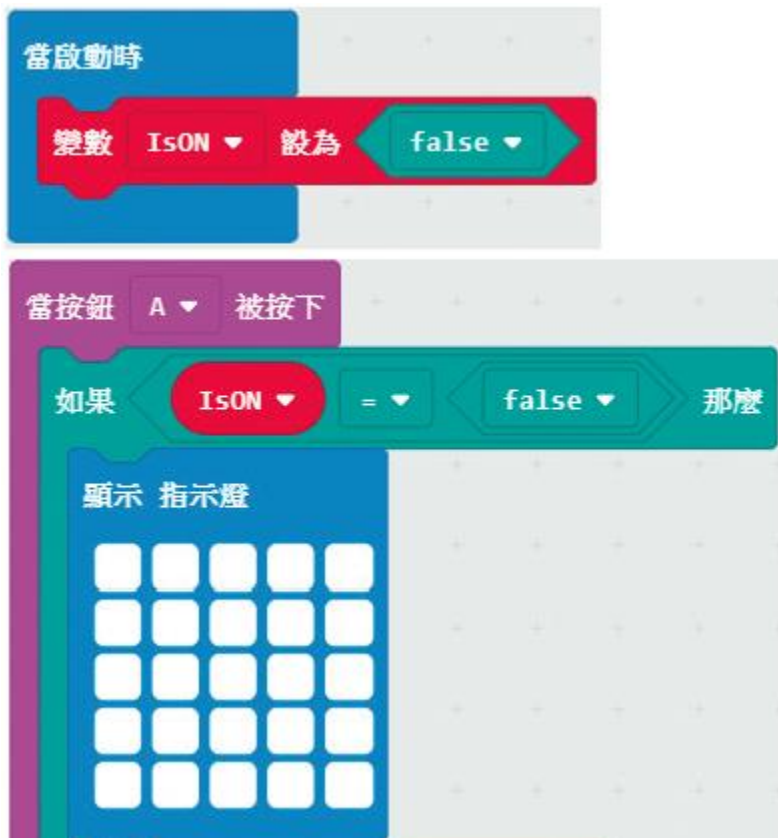 當啟動時
變數 IsON 設為 false
當按鈕 A 被按下
如果 IsON = false 那麼
顯示 指示燈